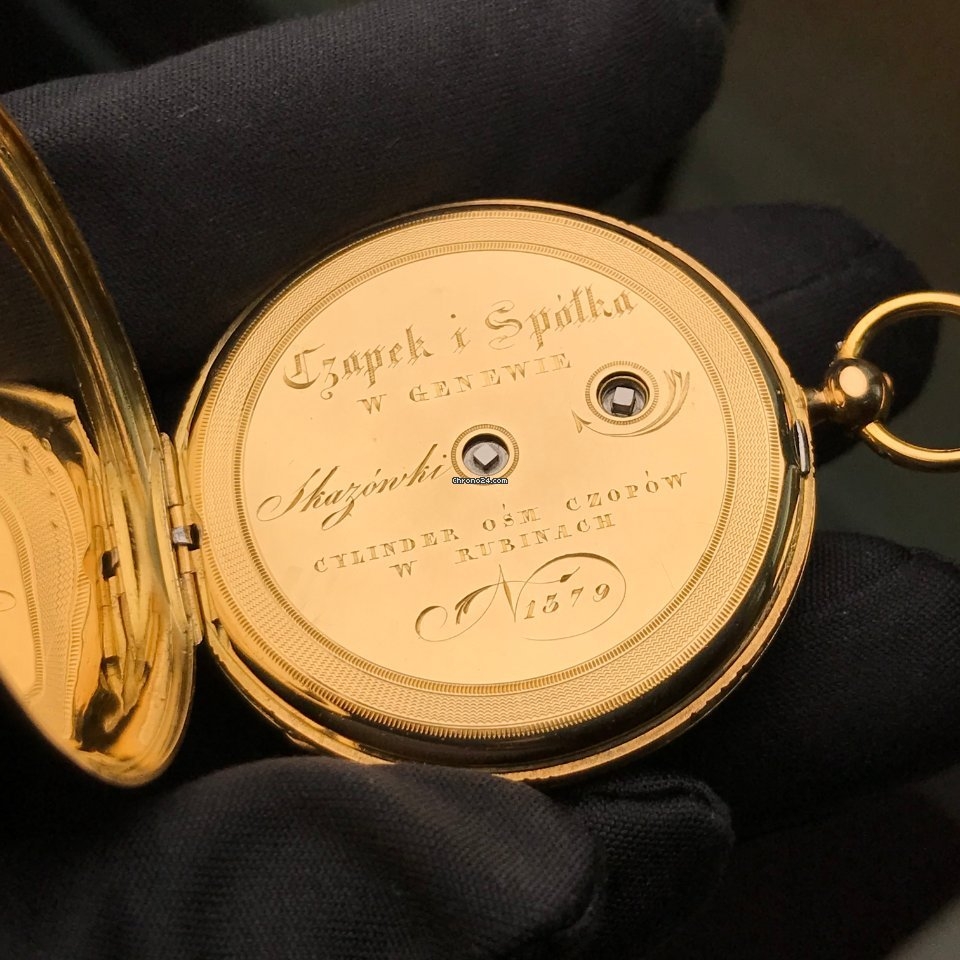 Czapek i Spółka
W GENEWIE
Skazówki
Chrono24.com
CYLINDER OŚM CZOPÓW
W RUBINACH
N 1379